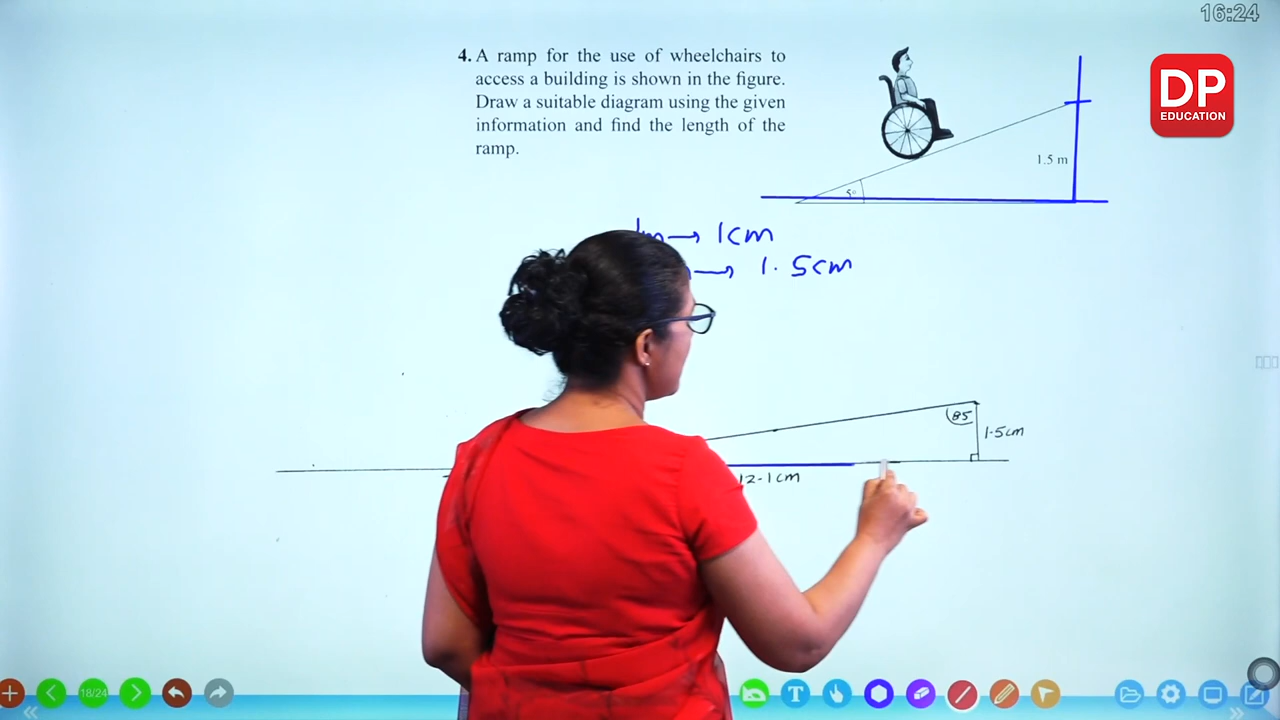 16:24
4. A ramp for the use of wheelchairs to
access a building is shown in the figure.
Draw a suitable diagram using the given
information and find the length of the
ramp.
DP
EDUCATION
1.5 m
5°
1m → 1cm
→ 1.5cm
85
1.5cm
12.1cm
18/24
T